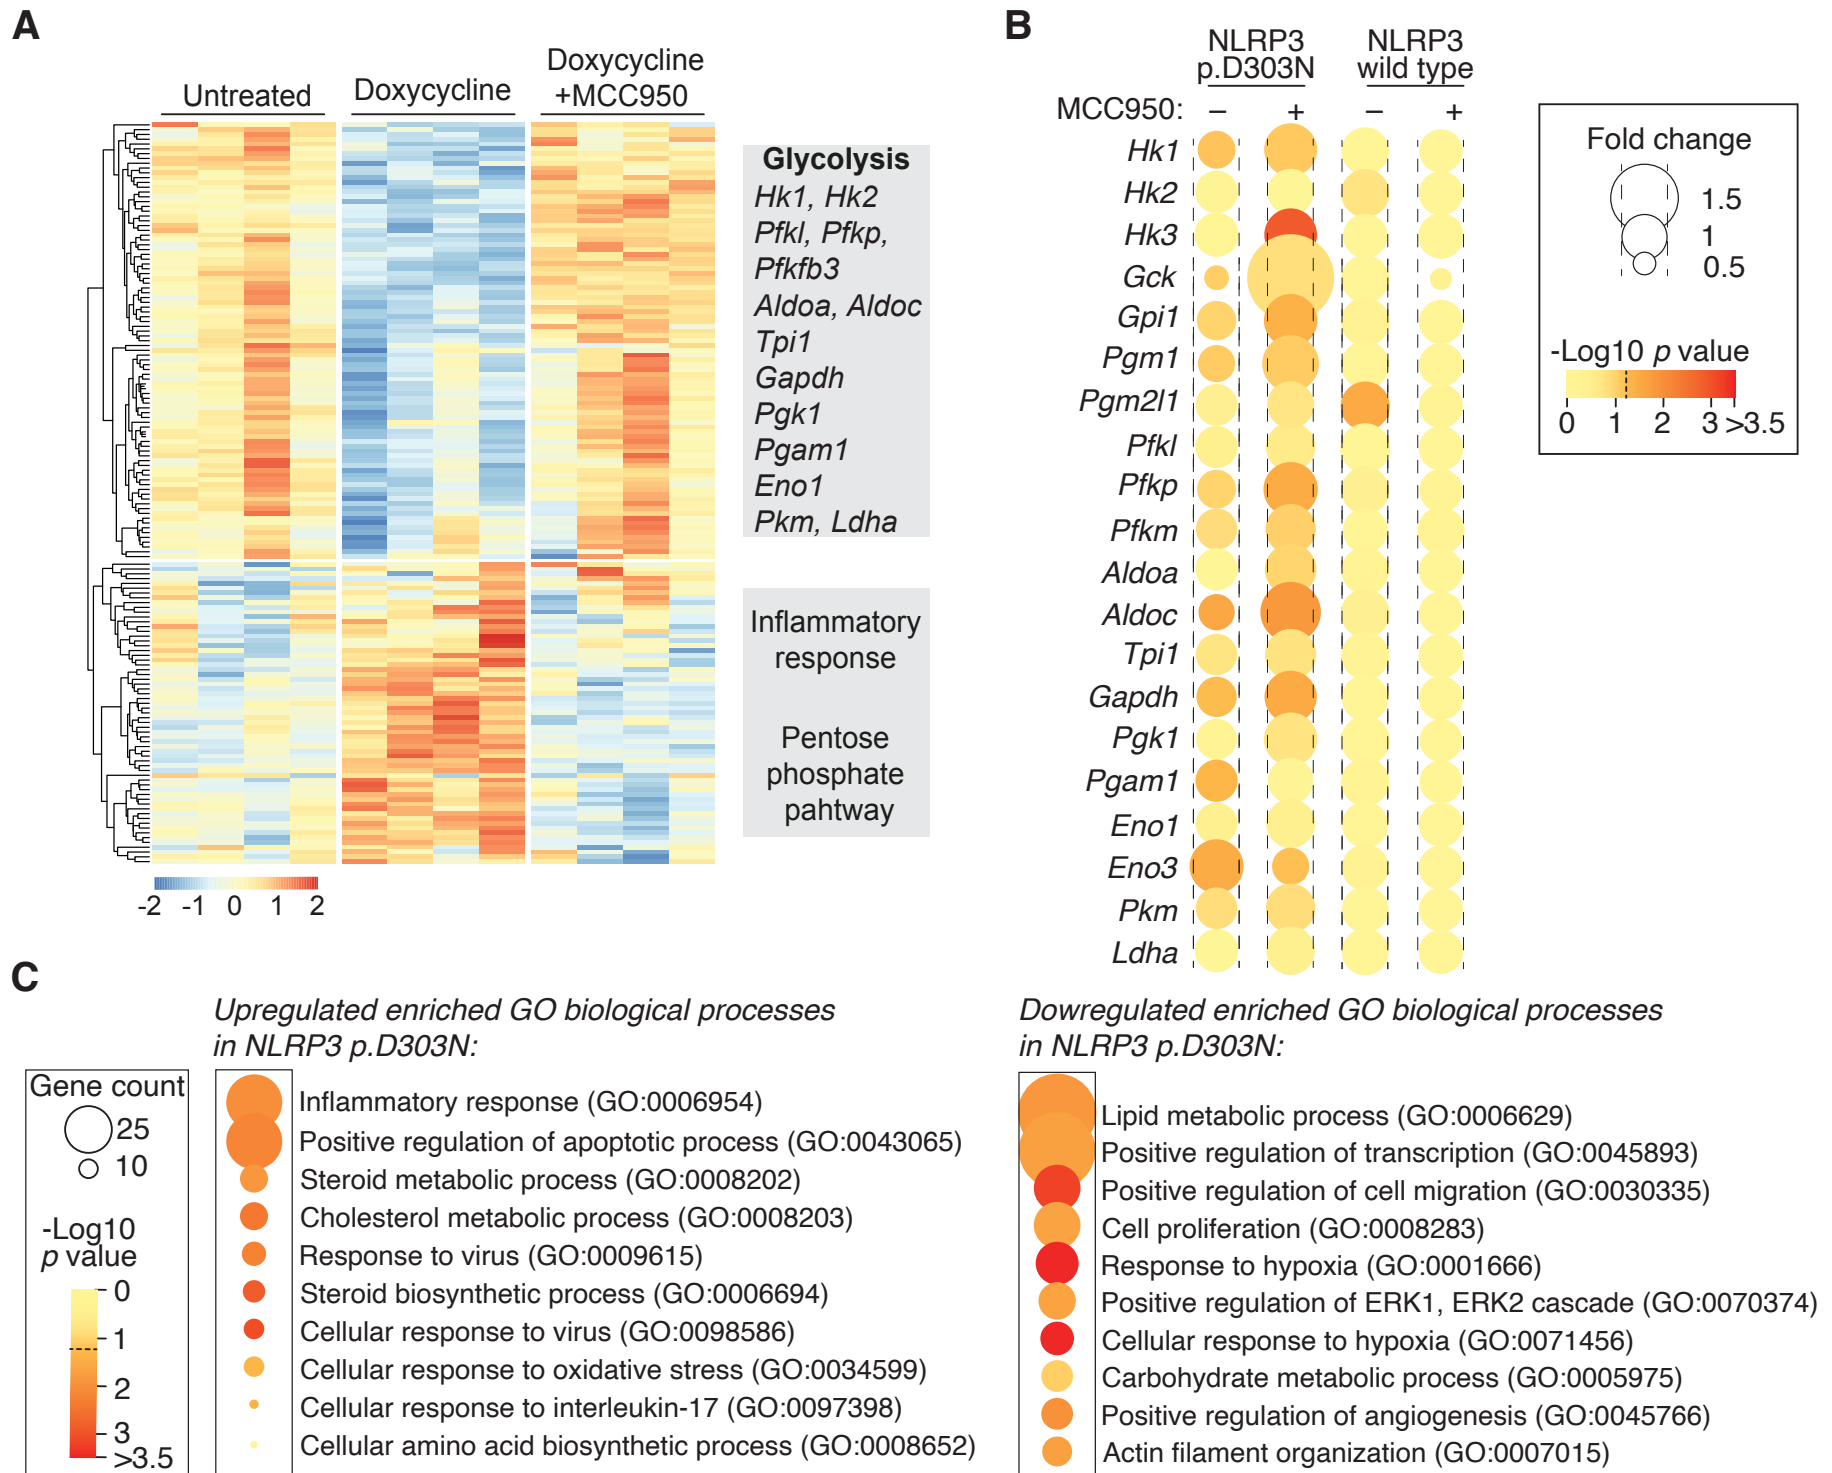 A
Untreated
Doxycycline
Doxycycline
+MCC950
Glycolysis
Hk1, Hk2
Pfkl, Pfkp,
Pfkfb3
Aldoa, Aldoc
Tpi1
Gapdh
Pgk1
Pgam1
Eno1
Pkm, Ldha
Inflammatory
response
Pentose
phosphate
pahtway
-2 -1 0 1 2
B
NLRP3
p.D303N
NLRP3
wild type
MCC950: – + – +
Hk1
Hk2
Hk3
Gck
Gpi1
Pgm1
Pgm2l1
Pfkl
Pfkp
Pfkm
Aldoa
Aldoc
Tpi1
Gapdh
Pgk1
Pgam1
Eno1
Eno3
Pkm
Ldha
Fold change
1.5
1
0.5
-Log10 p value
0 1 2 3 >3.5
C
Gene count
25
10
-Log10
p value
0
1
2
3
>3.5
Upregulated enriched GO biological processes
in NLRP3 p.D303N:
Inflammatory response (GO:0006954)
Positive regulation of apoptotic process (GO:0043065)
Steroid metabolic process (GO:0008202)
Cholesterol metabolic process (GO:0008203)
Response to virus (GO:0009615)
Steroid biosynthetic process (GO:0006694)
Cellular response to virus (GO:0098586)
Cellular response to oxidative stress (GO:0034599)
Cellular response to interleukin-17 (GO:0097398)
Cellular amino acid biosynthetic process (GO:0008652)
Dowregulated enriched GO biological processes
in NLRP3 p.D303N:
Lipid metabolic process (GO:0006629)
Positive regulation of transcription (GO:0045893)
Positive regulation of cell migration (GO:0030335)
Cell proliferation (GO:0008283)
Response to hypoxia (GO:0001666)
Positive regulation of ERK1, ERK2 cascade (GO:0070374)
Cellular response to hypoxia (GO:0071456)
Carbohydrate metabolic process (GO:0005975)
Positive regulation of angiogenesis (GO:0045766)
Actin filament organization (GO:0007015)